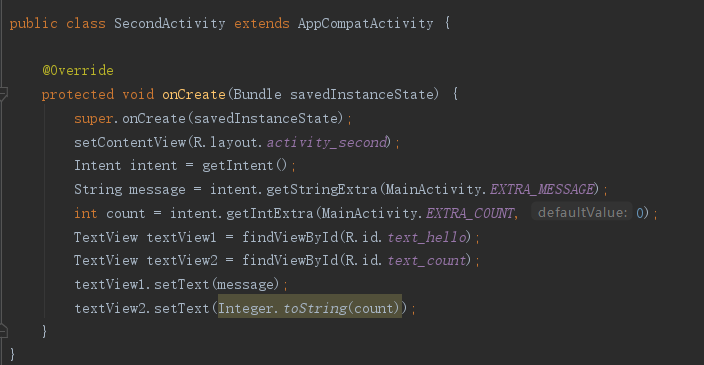 public class SecondActivity extends AppCompatActivity {
@Override
protected void onCreate(Bundle savedInstanceState) {
super.onCreate(savedInstanceState);
setContentView(R.layout.activity_second);
Intent intent = getIntent();
String message = intent.getStringExtra(MainActivity.EXTRA_MESSAGE);
int count = intent.getIntExtra(MainActivity.EXTRA_COUNT, defaultValue: 0);
TextView textView1 = findViewById(R.id.text_hello);
TextView textView2 = findViewById(R.id.text_count);
textView1.setText(message);
textView2.setText(Integer.toString(count));
}
}